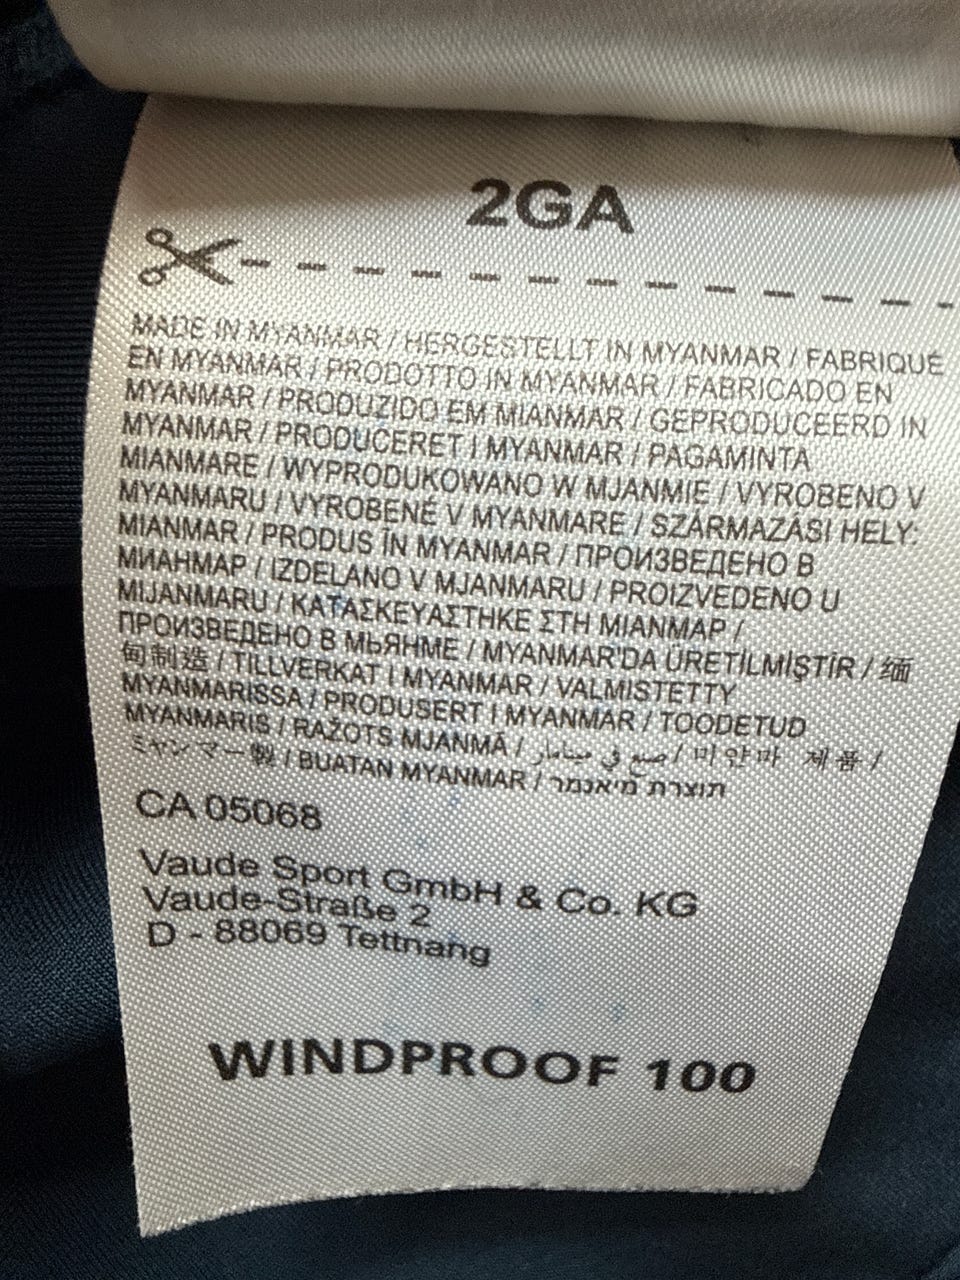 2GA
MADE IN MYANMAR / HERGESTELLT IN MYANMAR / FABRIQUÉ
EN MYANMAR / PRODOTTO IN MYANMAR / FABRICADO EN
MYANMAR / PRODUZIDO EM MIANMAR / GEPRODUCEERD IN
MYANMAR / PRODUCERET I MYANMAR / PAGAMINTA
MIANMARE / WYPRODUKOWANO W MJANMIE / VYROBENO V
MYANMARU / VYROBENÉ V MYANMARE / SZÁRMAZÁSI HELY:
MIANMAR / PRODUS ÎN MYANMAR / ПРОИЗВЕДЕНО В
МИАНМАР / IZDELANO V MJANMARU / PROIZVEDENO U
MIJANMARU / ΚΑΤΑΣΚΕΥΑΣΤΗΚΕ ΣΤΗ ΜΙΑΝΜΑΡ /
ПРОИЗВЕДЕНО В МЬЯНМЕ / MYANMAR'DA ÜRETİLMİŞTİR / 缅
甸制造 / TILLVERKAT I MYANMAR / VALMISTETTY
MYANMARISSA / PRODUSERT I MYANMAR / TOODETUD
MYANMARIS / RAŽOTS MJANMĀ / صنع في ميانمار / 미얀마 제품 /
ミャンマー製 / BUATAN MYANMAR / תוצרת מיאנמר
CA 05068
Vaude Sport GmbH & Co. KG
Vaude-Straße 2
D - 88069 Tettnang
WINDPROOF 100